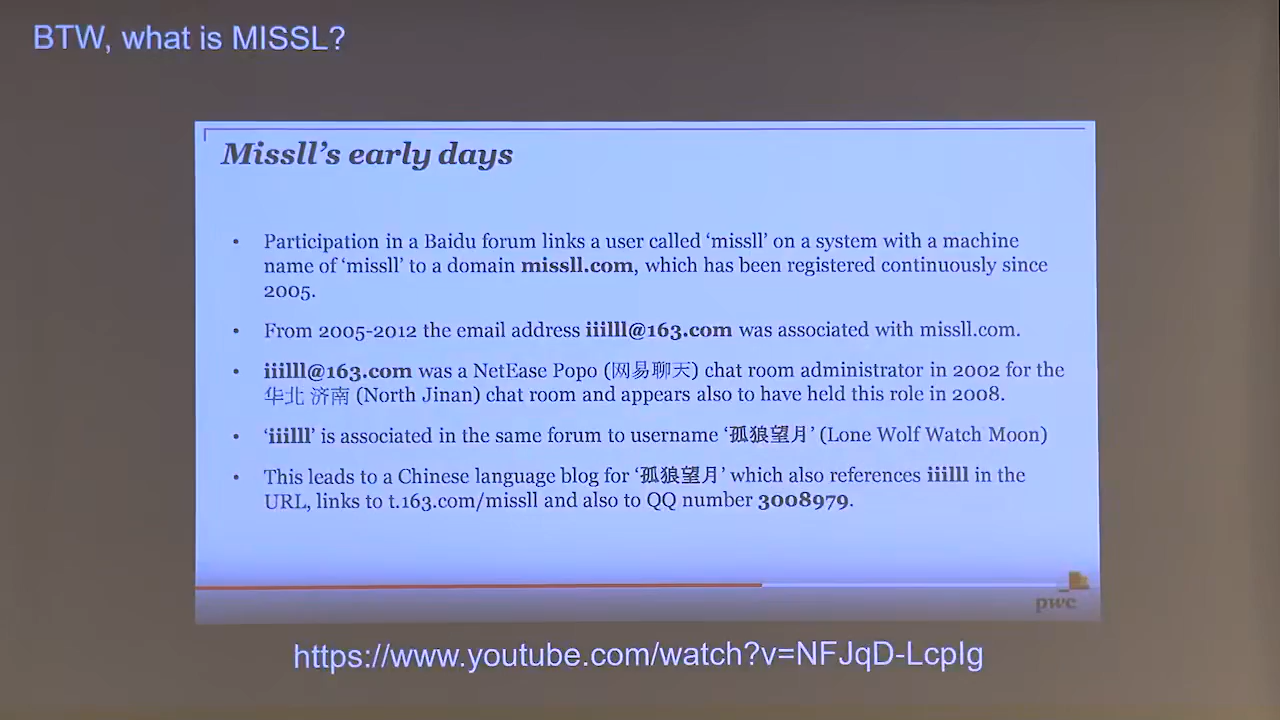 BTW, what is MISSL?
Missll's early days
• Participation in a Baidu forum links a user called 'missll' on a system with a machine
name of 'missll' to a domain missll.com, which has been registered continuously since
2005.
• From 2005-2012 the email address iiilll@163.com was associated with missll.com.
• iiilll@163.com was a NetEase Popo (网易聊天) chat room administrator in 2002 for the
华北 济南 (North Jinan) chat room and appears also to have held this role in 2008.
• 'iiilll' is associated in the same forum to username '孤狼望月' (Lone Wolf Watch Moon)
• This leads to a Chinese language blog for '孤狼望月' which also references iiilll in the
URL, links to t.163.com/missll and also to QQ number 3008979.
pwc
https://www.youtube.com/watch?v=NFJqD-LcpIg